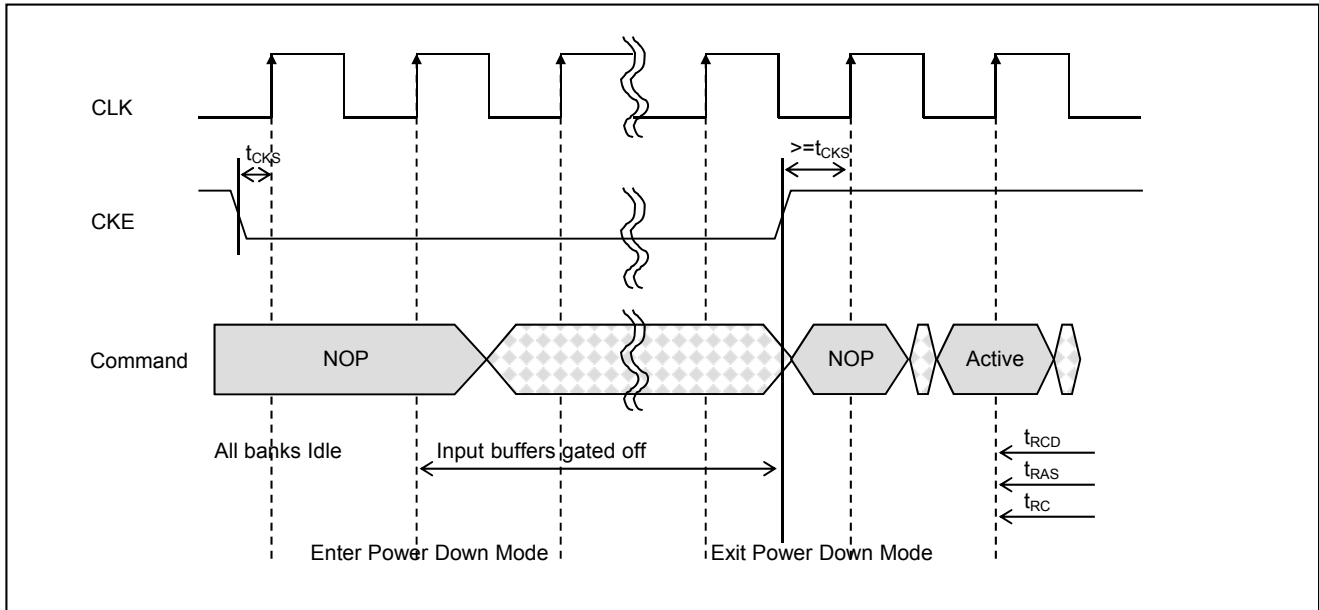 CLK
tCKS
>=tCKS
CKE
Command
NOP
NOP
Active
All banks Idle
Input buffers gated off
tRCD
tRAS
tRC
Enter Power Down Mode
Exit Power Down Mode